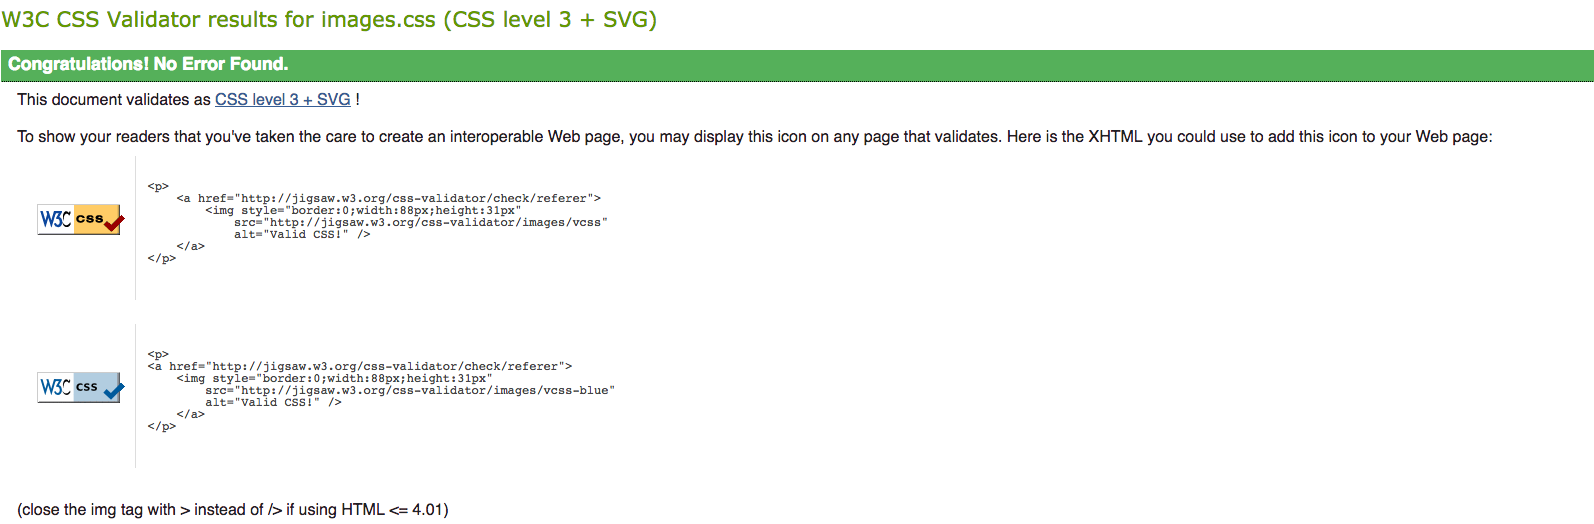 W3C CSS Validator results for images.css (CSS level 3 + SVG)
Congratulations! No Error Found.
This document validates as CSS level 3 + SVG !
To show your readers that you've taken the care to create an interoperable Web page, you may display this icon on any page that validates. Here is the XHTML you could use to add this icon to your Web page:
W3C css
<p>
<a href="http://jigsaw.w3.org/css-validator/check/referer">
<img style="border:0;width:88px;height:31px"
src="http://jigsaw.w3.org/css-validator/images/vcss"
alt="Valid CSS!" />
</a>
</p>
W3C css
<p>
<a href="http://jigsaw.w3.org/css-validator/check/referer">
<img style="border:0;width:88px;height:31px"
src="http://jigsaw.w3.org/css-validator/images/vcss-blue"
alt="Valid CSS!" />
</a>
</p>
(close the img tag with > instead of /> if using HTML <= 4.01)